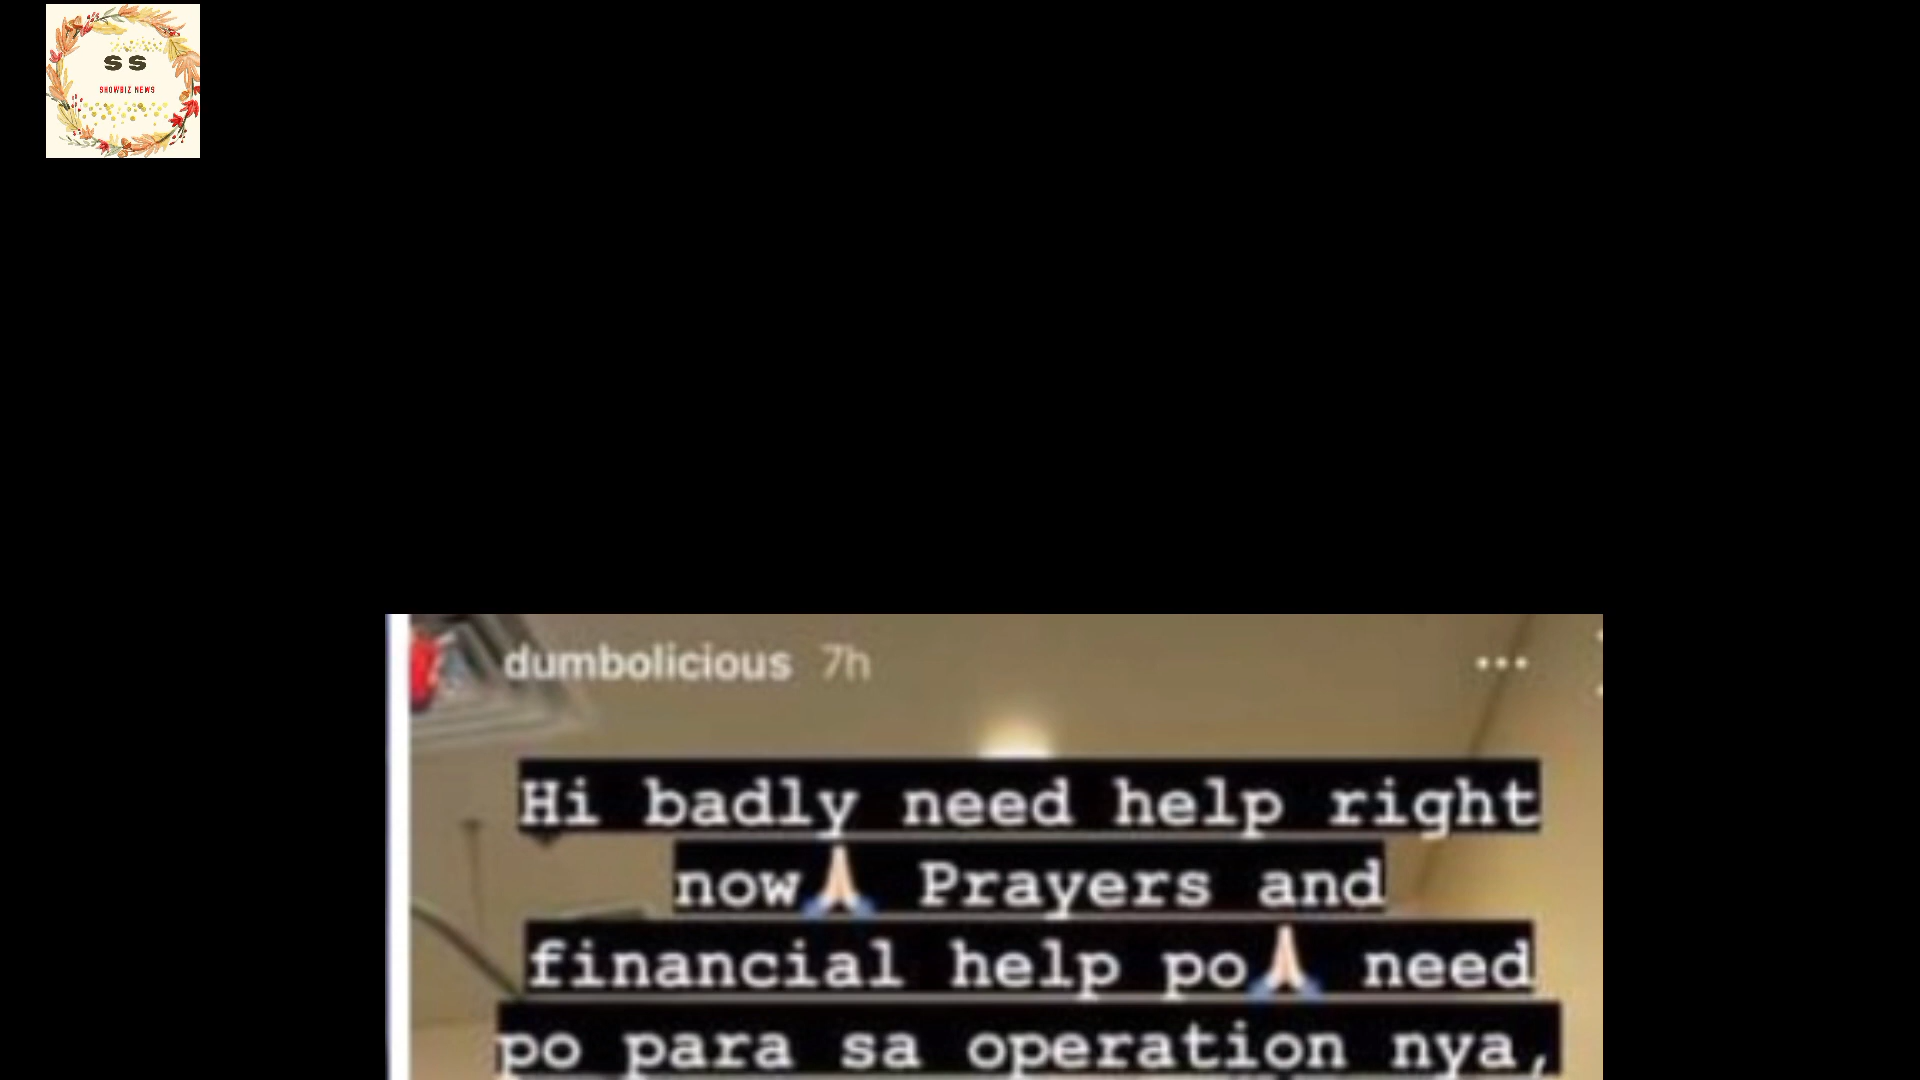 SS
SHOWBIZ NEWS
dumbolicious 7h
Hi badly need help right
now🙏🏻 Prayers and
financial help po🙏🏻 need
po para sa operation nya,